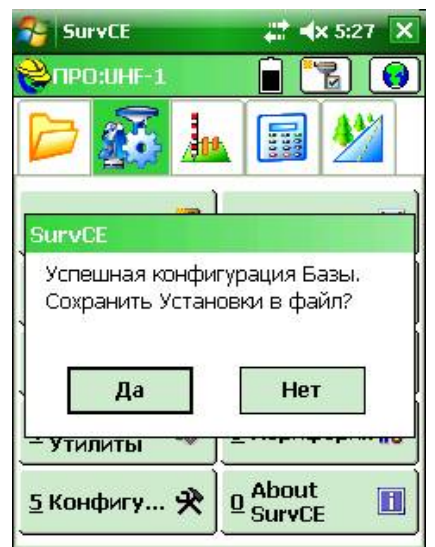 SurvCE 5:27
ПРО:UHF-1
SurvCE
Успешная конфигурация Базы.
Сохранить Установки в файл?
Да Нет
Утилиты
5 Конфигу... 0 About
SurvCE